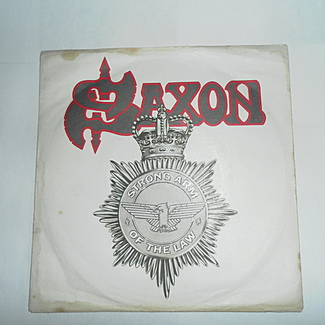 SAXON
STRONG ARM
OF THE LAW